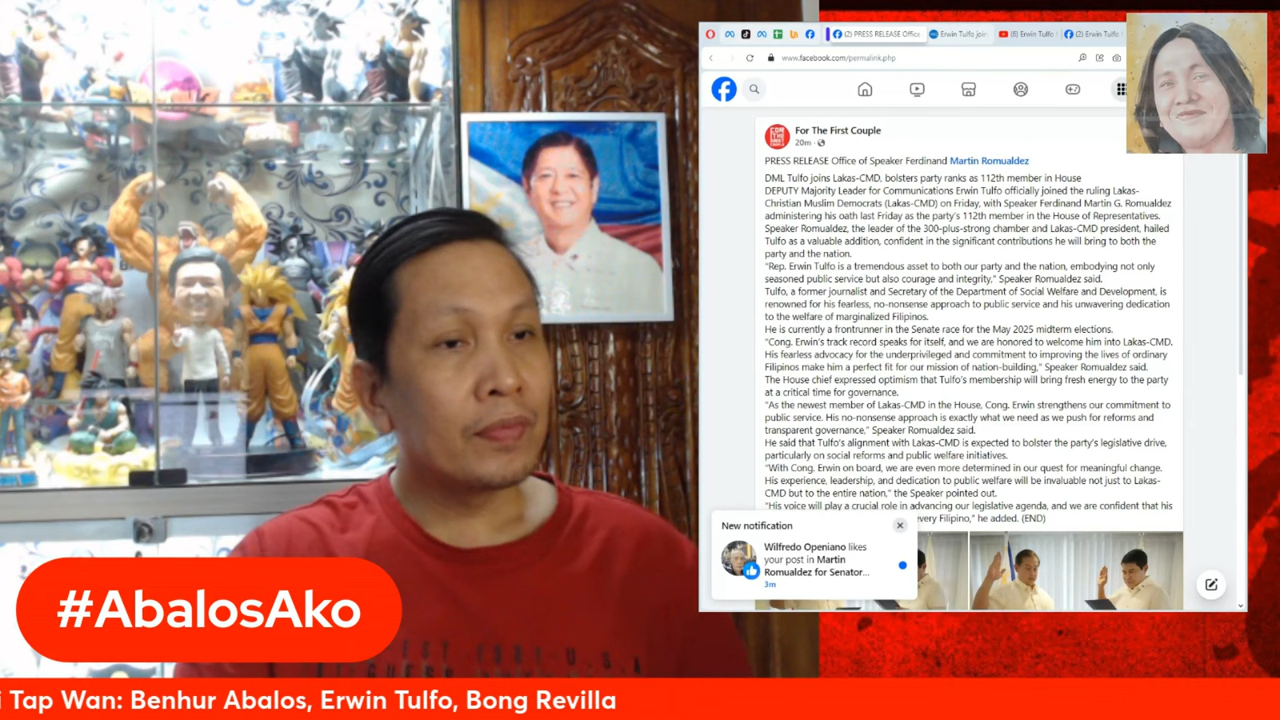 (2) PRESS RELEASE Office
Erwin Tulfo join
(6) Erwin Tulfo
(2) Erwin Tulfo
www.facebook.com/permalink.php
For The First Couple
20m
PRESS RELEASE Office of Speaker Ferdinand Martin Romualdez
DML Tulfo joins Lakas-CMD, bolsters party ranks as 112th member in House
DEPUTY Majority Leader for Communications Erwin Tulfo officially joined the ruling Lakas-
Christian Muslim Democrats (Lakas-CMD) on Friday, with Speaker Ferdinand Martin G. Romualdez
administering his oath last Friday as the party's 112th member in the House of Representatives.
Speaker Romualdez, the leader of the 300-plus-strong chamber and Lakas-CMD president, hailed
Tulfo as a valuable addition, confident in the significant contributions he will bring to both the
party and the nation.
"Rep. Erwin Tulfo is a tremendous asset to both our party and the nation, embodying not only
seasoned public service but also courage and integrity," Speaker Romualdez said.
Tulfo, a former journalist and Secretary of the Department of Social Welfare and Development, is
renowned for his fearless, no-nonsense approach to public service and his unwavering dedication
to the welfare of marginalized Filipinos.
He is currently a frontrunner in the Senate race for the May 2025 midterm elections.
"Cong. Erwin's track record speaks for itself, and we are honored to welcome him into Lakas-CMD.
His fearless advocacy for the underprivileged and commitment to improving the lives of ordinary
Filipinos make him a perfect fit for our mission of nation-building," Speaker Romualdez said.
The House chief expressed optimism that Tulfo's membership will bring fresh energy to the party
at a critical time for governance.
"As the newest member of Lakas-CMD in the House, Cong. Erwin strengthens our commitment to
public service. His no-nonsense approach is exactly what we need as we push for reforms and
transparent governance," Speaker Romualdez said.
He said that Tulfo's alignment with Lakas-CMD is expected to bolster the party's legislative drive,
particularly on social reforms and public welfare initiatives.
"With Cong. Erwin on board, we are even more determined in our quest for meaningful change.
His experience, leadership, and dedication to public welfare will be invaluable not just to Lakas-
CMD but to the entire nation," the Speaker pointed out.
"His voice will play a crucial role in advancing our legislative agenda, and we are confident that his
every Filipino," he added. (END)
New notification
Wilfredo Openiano likes
your post in Martin
Romualdez for Senator...
3m
#AbalosAko
i Tap Wan: Benhur Abalos, Erwin Tulfo, Bong Revilla